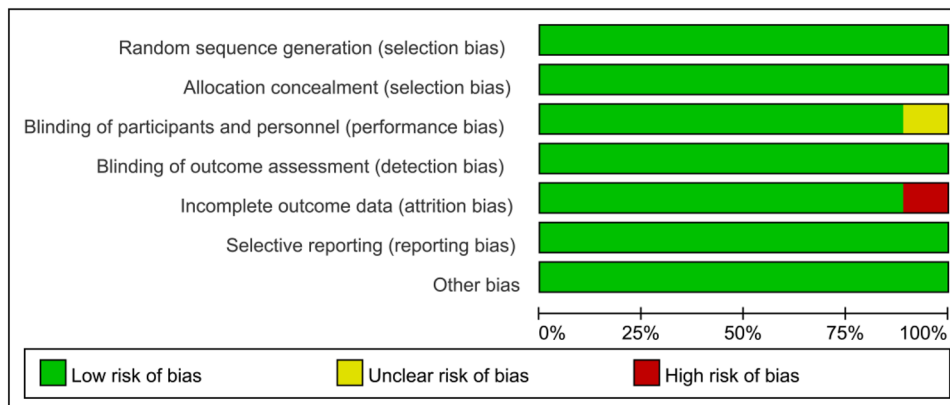 Random sequence generation (selection bias)
Allocation concealment (selection bias)
Blinding of participants and personnel (performance bias)
Blinding of outcome assessment (detection bias)
Incomplete outcome data (attrition bias)
Selective reporting (reporting bias)
Other bias
0% 25% 50% 75% 100%
Low risk of bias Unclear risk of bias High risk of bias